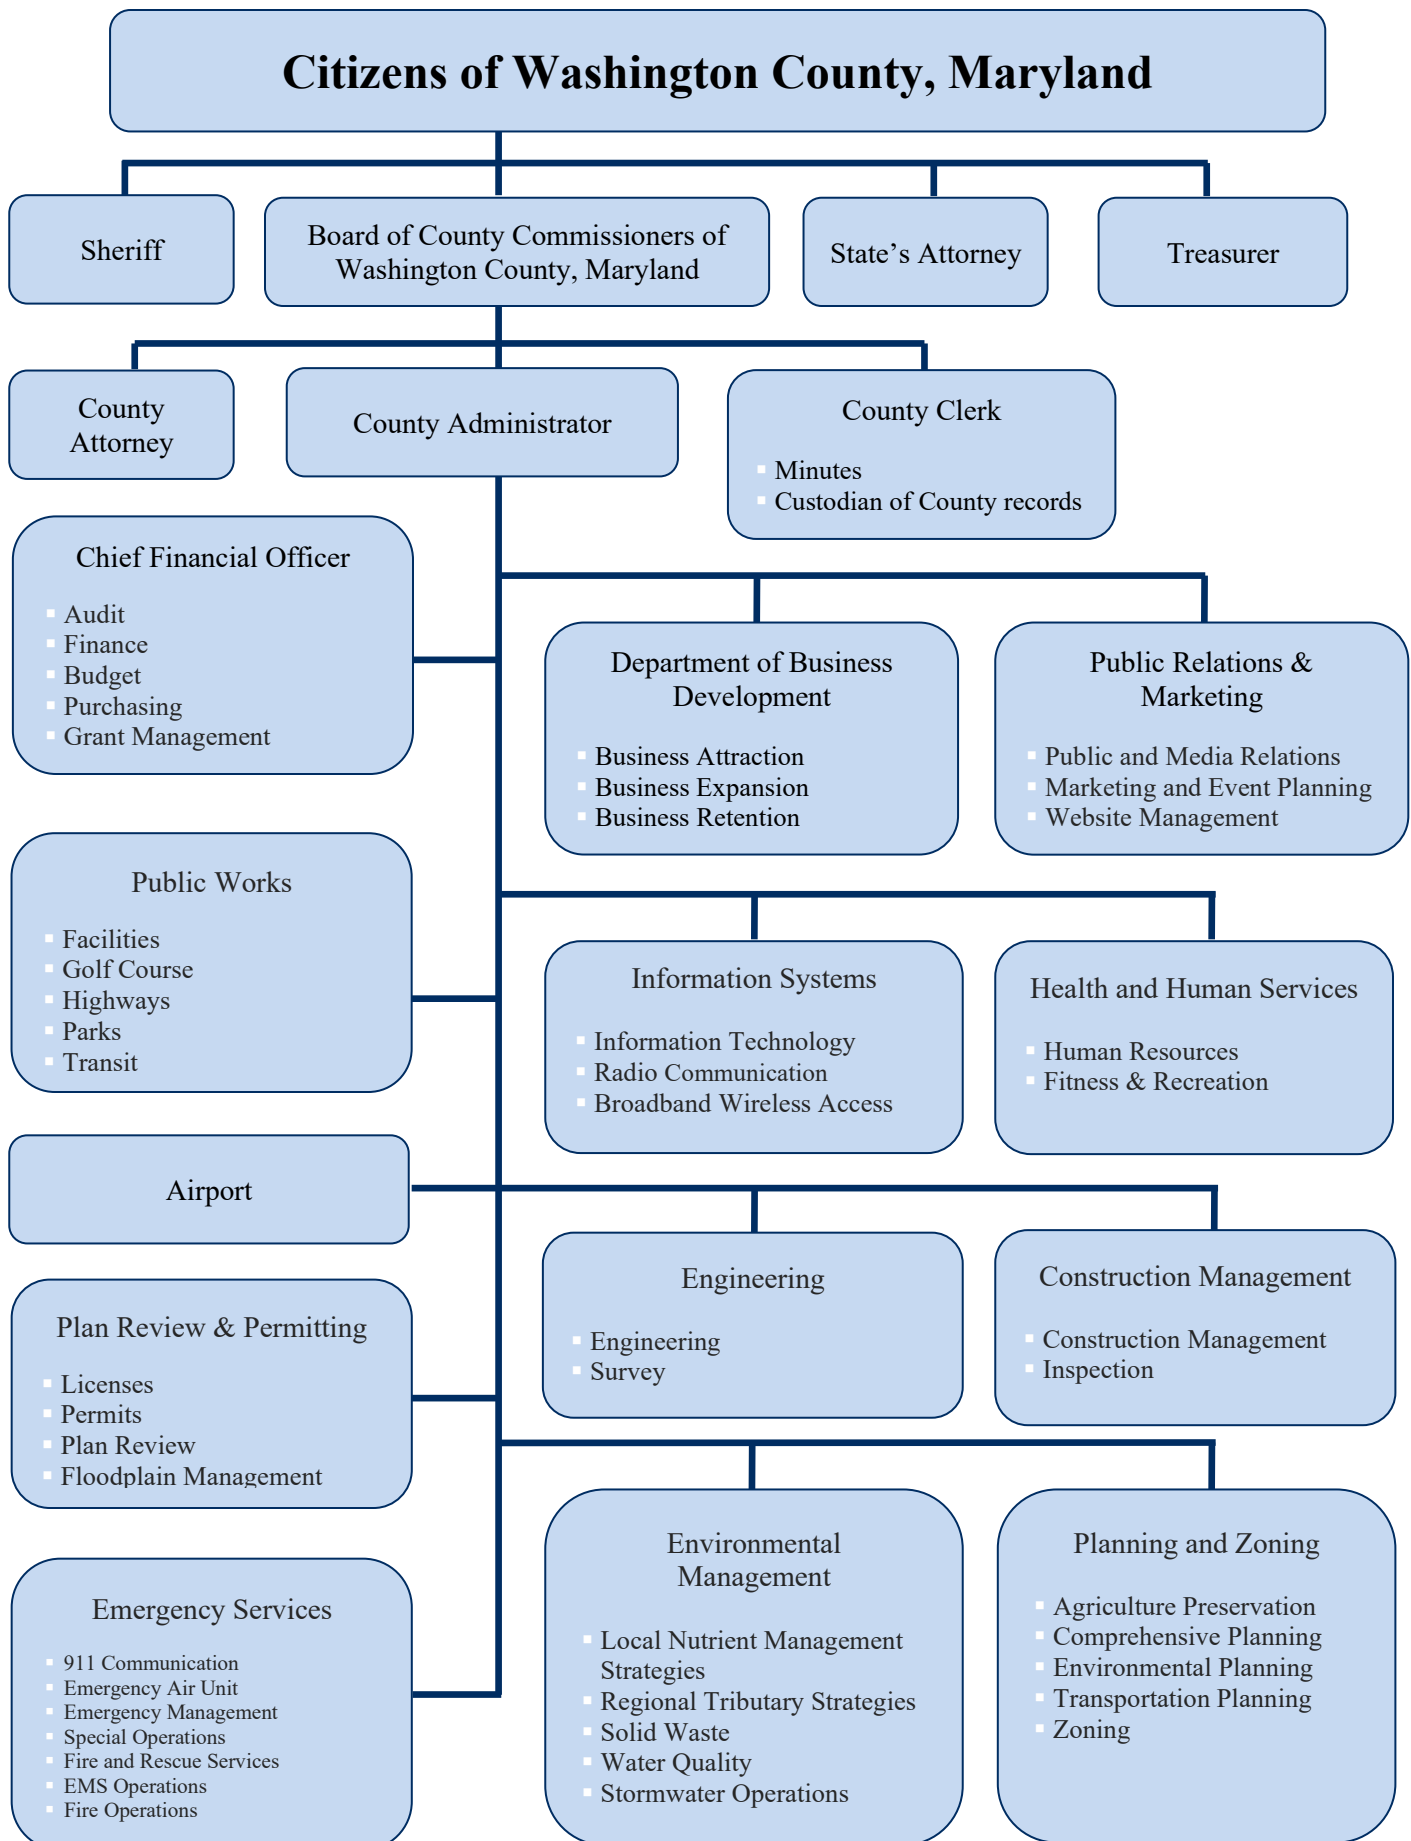 Citizens of Washington County, Maryland
Sheriff
Board of County Commissioners of
Washington County, Maryland
State’s Attorney
Treasurer
County
Attorney
County Administrator
County Clerk
▪ Minutes
▪ Custodian of County records
Chief Financial Officer
▪ Audit
▪ Finance
▪ Budget
▪ Purchasing
▪ Grant Management
Department of Business
Development
▪ Business Attraction
▪ Business Expansion
▪ Business Retention
Public Relations &
Marketing
▪ Public and Media Relations
▪ Marketing and Event Planning
▪ Website Management
Public Works
▪ Facilities
▪ Golf Course
▪ Highways
▪ Parks
▪ Transit
Information Systems
▪ Information Technology
▪ Radio Communication
▪ Broadband Wireless Access
Health and Human Services
▪ Human Resources
▪ Fitness & Recreation
Airport
Engineering
▪ Engineering
▪ Survey
Construction Management
▪ Construction Management
▪ Inspection
Plan Review & Permitting
▪ Licenses
▪ Permits
▪ Plan Review
▪ Floodplain Management
Environmental
Management
▪ Local Nutrient Management
Strategies
▪ Regional Tributary Strategies
▪ Solid Waste
▪ Water Quality
▪ Stormwater Operations
Planning and Zoning
▪ Agriculture Preservation
▪ Comprehensive Planning
▪ Environmental Planning
▪ Transportation Planning
▪ Zoning
Emergency Services
▪ 911 Communication
▪ Emergency Air Unit
▪ Emergency Management
▪ Special Operations
▪ Fire and Rescue Services
▪ EMS Operations
▪ Fire Operations